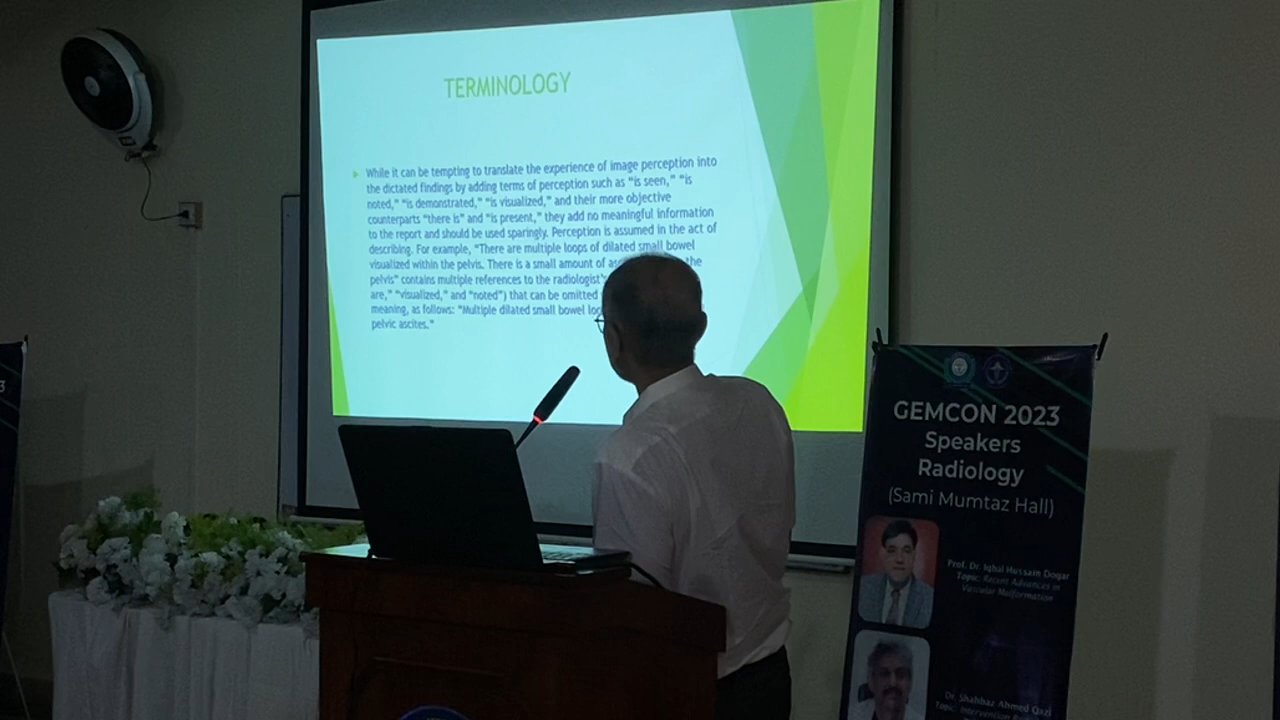 TERMINOLOGY
While it can be tempting to translate the experience of image perception into
the dictated findings by adding terms of perception such as “is seen,” “is
noted,” “is demonstrated,” “is visualized,” and their more objective
counterparts “there is” and “is present,” they add no meaningful information
to the report and should be used sparingly. Perception is assumed in the act of
describing. For example, “There are multiple loops of dilated small bowel
visualized within the pelvis. There is a small amount of the
pelvis” contains multiple references to the radiologist's
are,” “visualized,” and “noted”) that can be omitted
meaning, as follows: “Multiple dilated small bowel
pelvic ascites.”
3
GEMCON 2023
Speakers
Radiology
(Sami Mumtaz Hall)
Prof. Dr. Iqbal Hussain Dogar
Topic: Recent Advances in
Vascular Malformation
Dr. Shahbaz Ahmed Qazi
Topic: